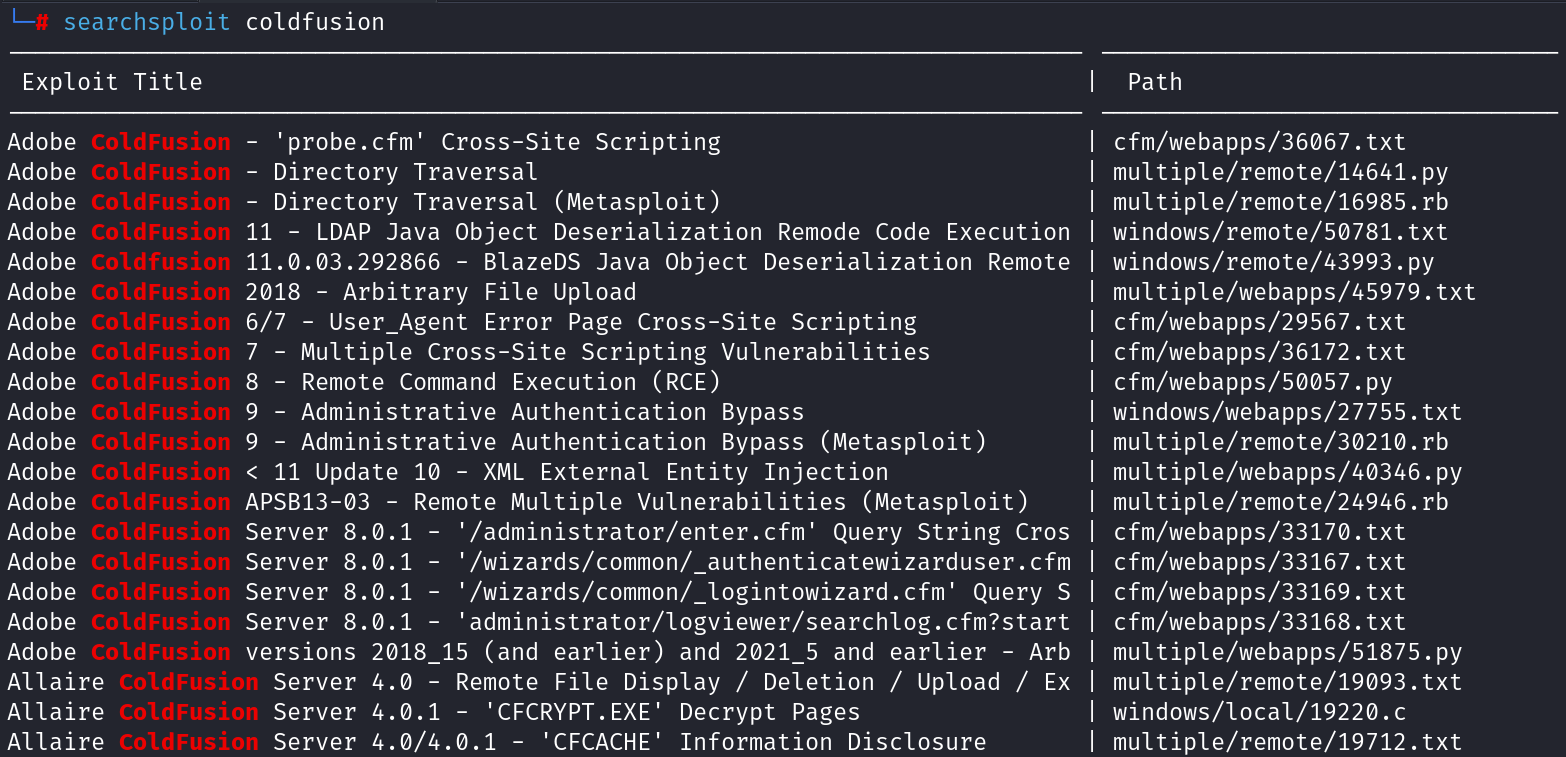 └─# searchsploit coldfusion
Exploit Title | Path
Adobe ColdFusion - 'probe.cfm' Cross-Site Scripting | cfm/webapps/36067.txt
Adobe ColdFusion - Directory Traversal | multiple/remote/14641.py
Adobe ColdFusion - Directory Traversal (Metasploit) | multiple/remote/16985.rb
Adobe ColdFusion 11 - LDAP Java Object Deserialization Remode Code Execution | windows/remote/50781.txt
Adobe Coldfusion 11.0.03.292866 - BlazeDS Java Object Deserialization Remote | windows/remote/43993.py
Adobe ColdFusion 2018 - Arbitrary File Upload | multiple/webapps/45979.txt
Adobe ColdFusion 6/7 - User_Agent Error Page Cross-Site Scripting | cfm/webapps/29567.txt
Adobe ColdFusion 7 - Multiple Cross-Site Scripting Vulnerabilities | cfm/webapps/36172.txt
Adobe ColdFusion 8 - Remote Command Execution (RCE) | cfm/webapps/50057.py
Adobe ColdFusion 9 - Administrative Authentication Bypass | windows/webapps/27755.txt
Adobe ColdFusion 9 - Administrative Authentication Bypass (Metasploit) | multiple/remote/30210.rb
Adobe ColdFusion < 11 Update 10 - XML External Entity Injection | multiple/webapps/40346.py
Adobe ColdFusion APSB13-03 - Remote Multiple Vulnerabilities (Metasploit) | multiple/remote/24946.rb
Adobe ColdFusion Server 8.0.1 - '/administrator/enter.cfm' Query String Cros | cfm/webapps/33170.txt
Adobe ColdFusion Server 8.0.1 - '/wizards/common/_authenticatewizarduser.cfm | cfm/webapps/33167.txt
Adobe ColdFusion Server 8.0.1 - '/wizards/common/_logintowizard.cfm' Query S | cfm/webapps/33169.txt
Adobe ColdFusion Server 8.0.1 - 'administrator/logviewer/searchlog.cfm?start | cfm/webapps/33168.txt
Adobe ColdFusion versions 2018_15 (and earlier) and 2021_5 and earlier - Arb | multiple/webapps/51875.py
Allaire ColdFusion Server 4.0 - Remote File Display / Deletion / Upload / Ex | multiple/remote/19093.txt
Allaire ColdFusion Server 4.0.1 - 'CFCRYPT.EXE' Decrypt Pages | windows/local/19220.c
Allaire ColdFusion Server 4.0/4.0.1 - 'CFCACHE' Information Disclosure | multiple/remote/19712.txt